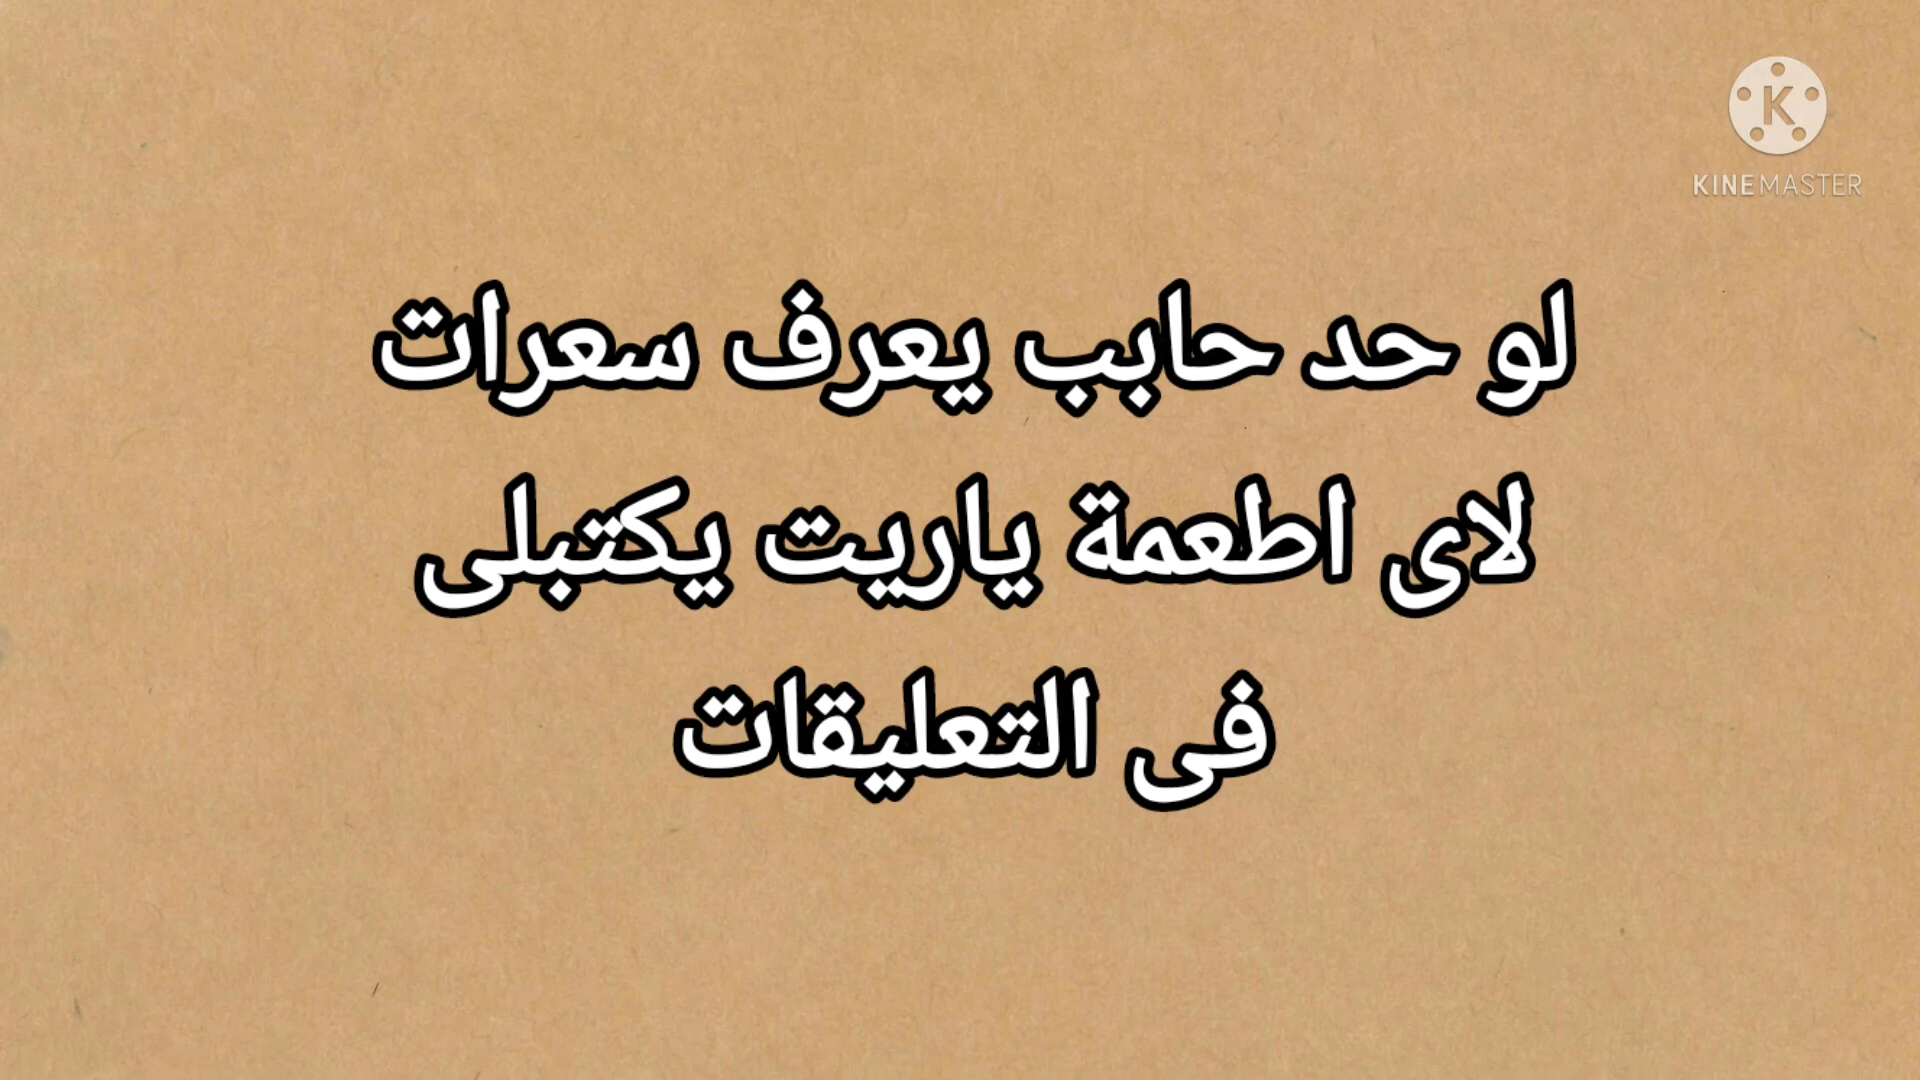 KINEMASTER
لو حد حابب يعرف سعرات
لاى اطعمة ياريت يكتبلى
فى التعليقات